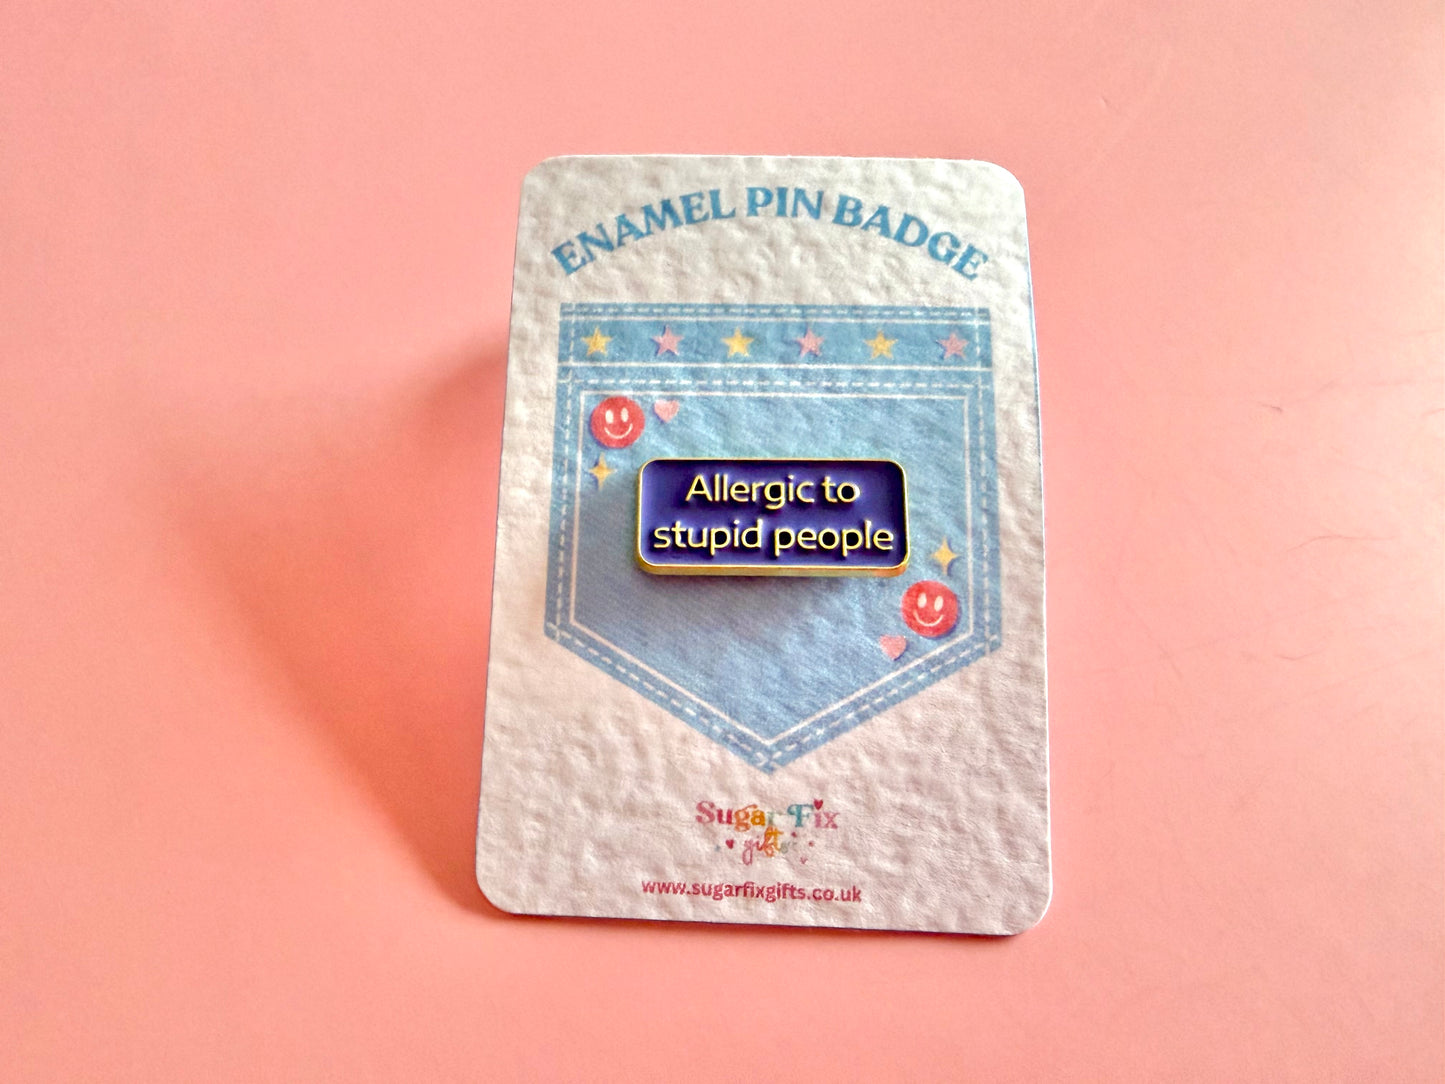 ENAMEL PIN BADGE
Allergic to
stupid people
Sugar Fix
gifts
www.sugarfixgifts.co.uk